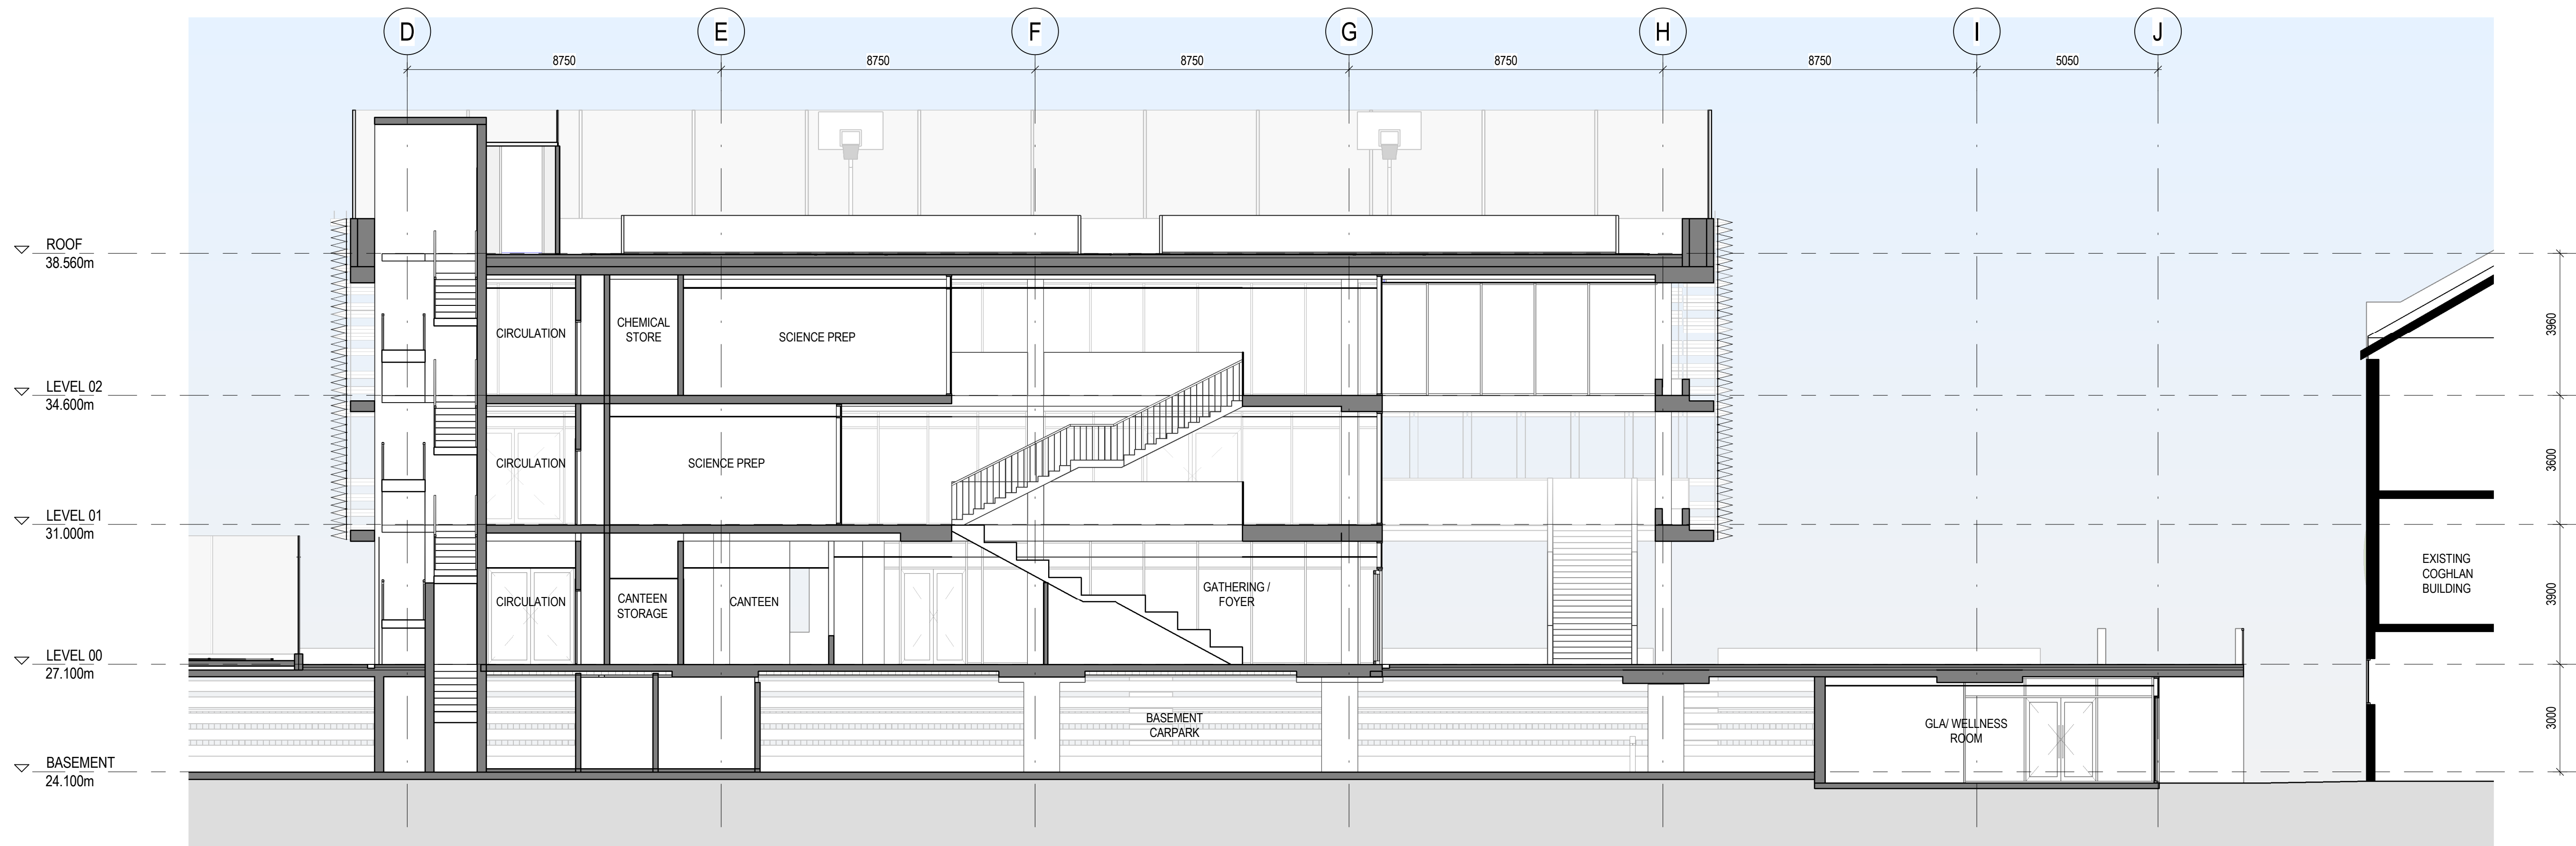 D
E
F
G
H
I
J
8750
8750
8750
8750
8750
5050
ROOF
38.560m
3960
CIRCULATION
CHEMICAL
STORE
SCIENCE PREP
LEVEL 02
34.600m
3600
CIRCULATION
SCIENCE PREP
LEVEL 01
31.000m
3900
CIRCULATION
CANTEEN
STORAGE
CANTEEN
GATHERING /
FOYER
EXISTING
COGHLAN
BUILDING
LEVEL 00
27.100m
3000
BASEMENT
CARPARK
GLA/ WELLNESS
ROOM
BASEMENT
24.100m